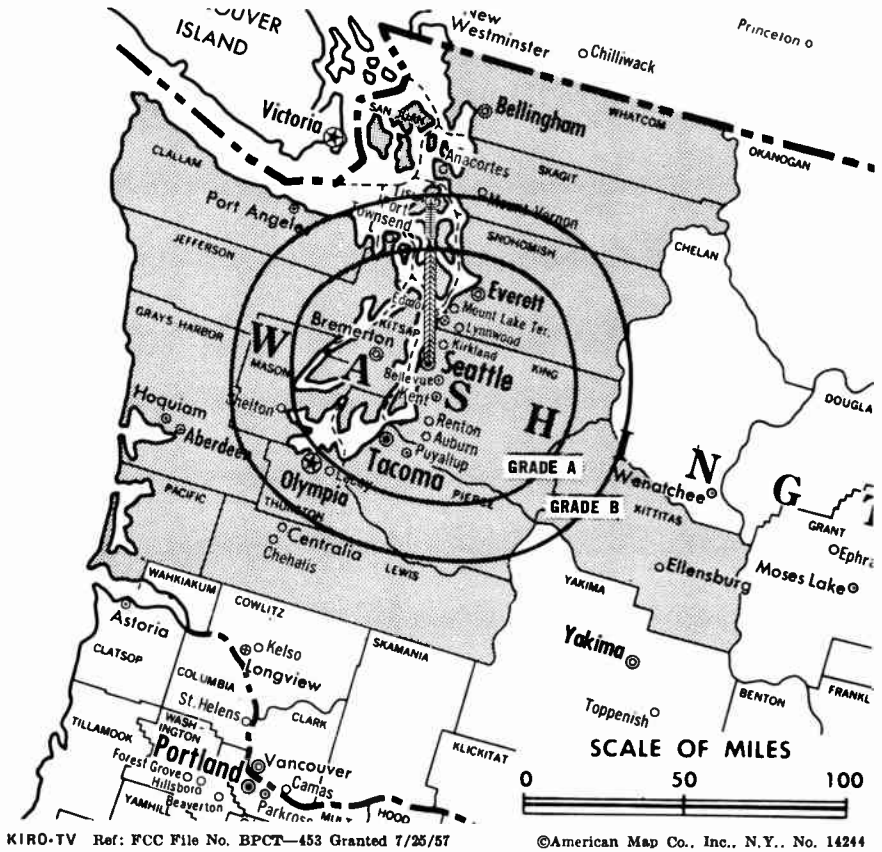 OUVER
ISLAND
New
Westminster
Chilliwack
Princeton
Victoria
SAN JUAN
Bellingham
WHATCOM
OKANOGAN
CLALLAM
Anacortes
SKAGIT
Port Angeles
Port
Townsend
Mount Vernon
JEFFERSON
SNOHOMISH
CHELAN
Everett
Edmonds
Mount Lake Ter.
GRAYS HARBOR
Bremerton
KITSAP
Lynnwood
Kirkland
W A S H I N G T
MASON
Seattle
KING
Bellevue
Kent
DOUGLA
Shelton
Hoquiam
Aberdeen
Renton
Auburn
Puyallup
Tacoma
GRADE A
Wenatchee
Olympia
Lacey
PIERCE
GRADE B
KITTITAS
PACIFIC
THURSTON
GRANT
Centralia
Chehalis
LEWIS
Ephra
Ellensburg
Moses Lake
WAHKIAKUM
YAKIMA
COWLITZ
Astoria
Kelso
Longview
SKAMANIA
Yakima
CLATSOP
COLUMBIA
BENTON
FRANKL
St. Helens
CLARK
Toppenish
TILLAMOOK
WASH
INGTON
KLICKITAT
SCALE OF MILES
Portland
Vancouver
Forest Grove
Hillsboro
Camas
0 50 100
YAMHILL
Beaverton
Parkrose
MULT
HOOD
KIRO-TV Ref: FCC File No. BPCT—453 Granted 7/25/57 ©American Map Co., Inc., N.Y., No. 14244